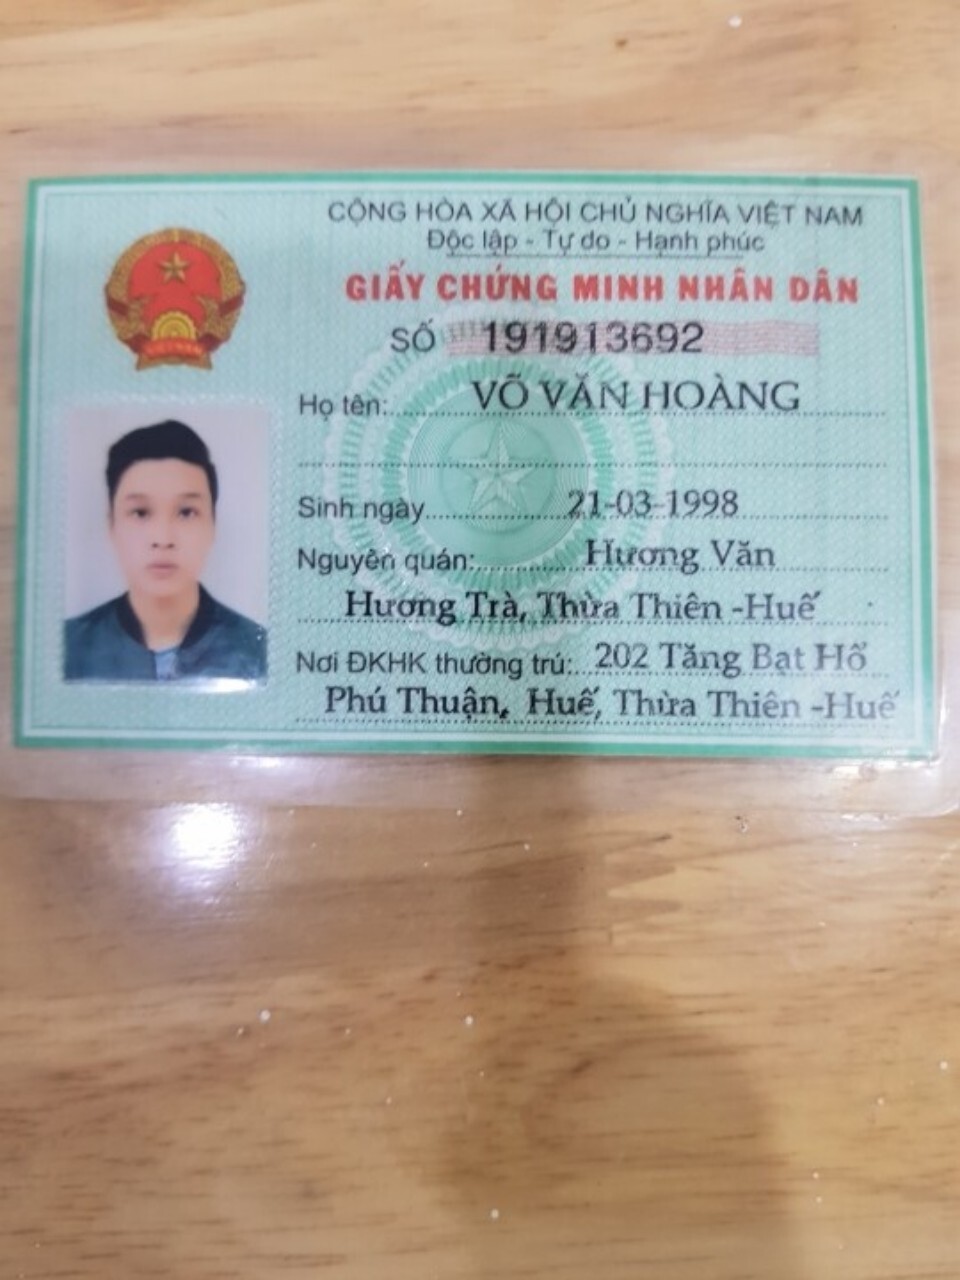 CỘNG HÒA XÃ HỘI CHỦ NGHĨA VIỆT NAM
Độc lập - Tự do - Hạnh phúc
GIẤY CHỨNG MINH NHÂN DÂN
SỐ 191913692
Họ tên: VÕ VĂN HOÀNG
Sinh ngày 21-03-1998
Nguyên quán: Hương Văn
Hương Trà, Thừa Thiên -Huế
Nơi ĐKHK thường trú: 202 Tăng Bạt Hổ
Phú Thuận, Huế, Thừa Thiên -Huế